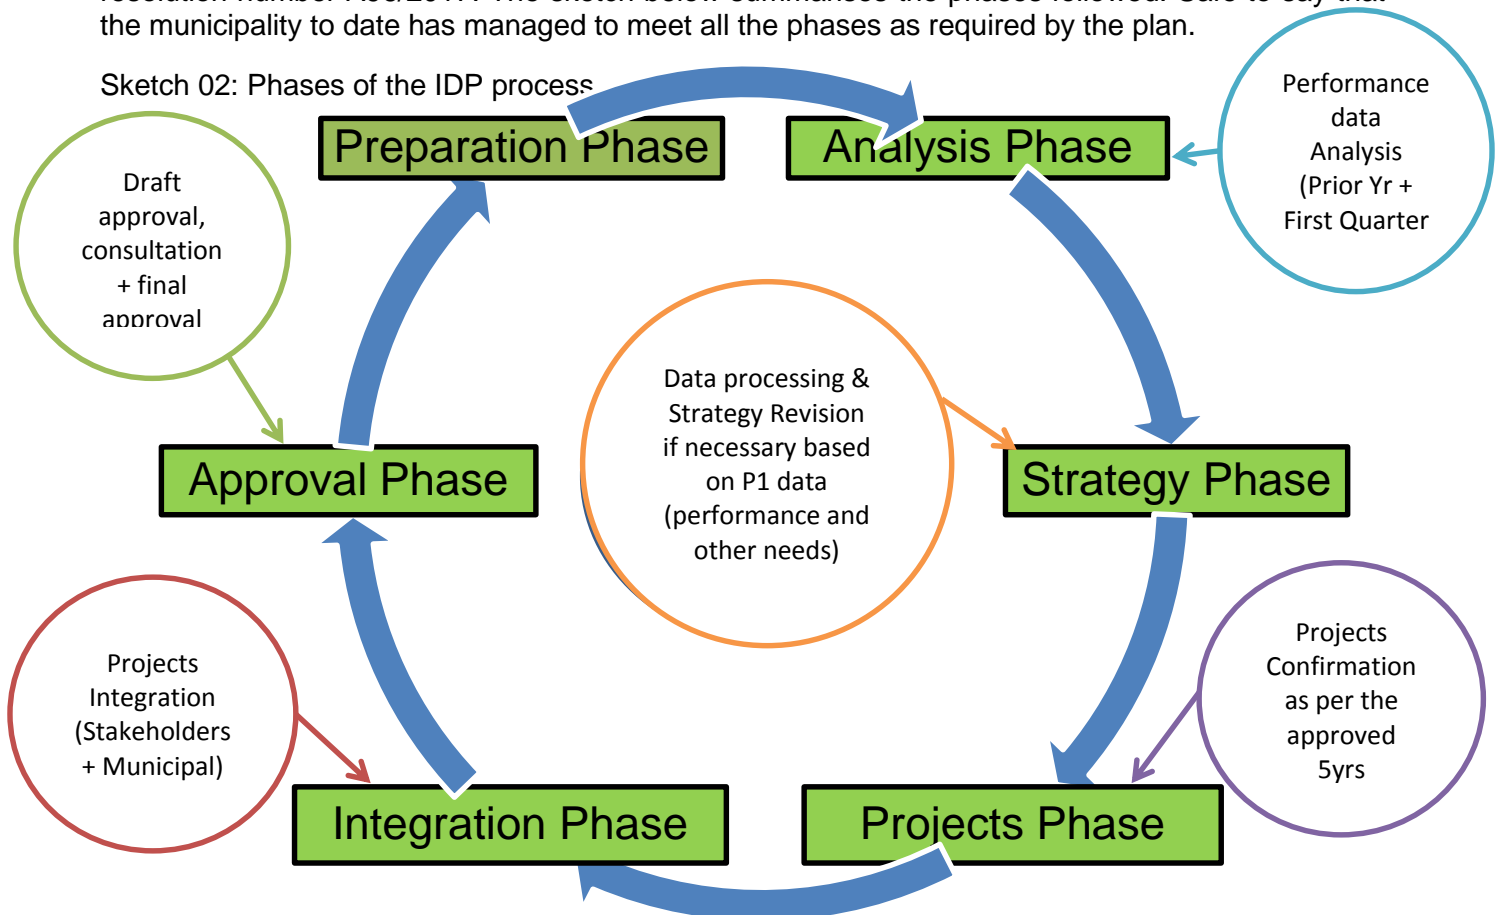 the municipality to date has managed to meet all the phases as required by the plan.
Sketch 02: Phases of the IDP process
Preparation Phase
Analysis Phase
Performance
data
Analysis
(Prior Yr +
First Quarter
Draft
approval,
consultation
+ final
approval
Data processing &
Strategy Revision
if necessary based
on P1 data
(performance and
other needs)
Approval Phase
Strategy Phase
Projects
Integration
(Stakeholders
+ Municipal)
Projects
Confirmation
as per the
approved
5yrs
Integration Phase
Projects Phase